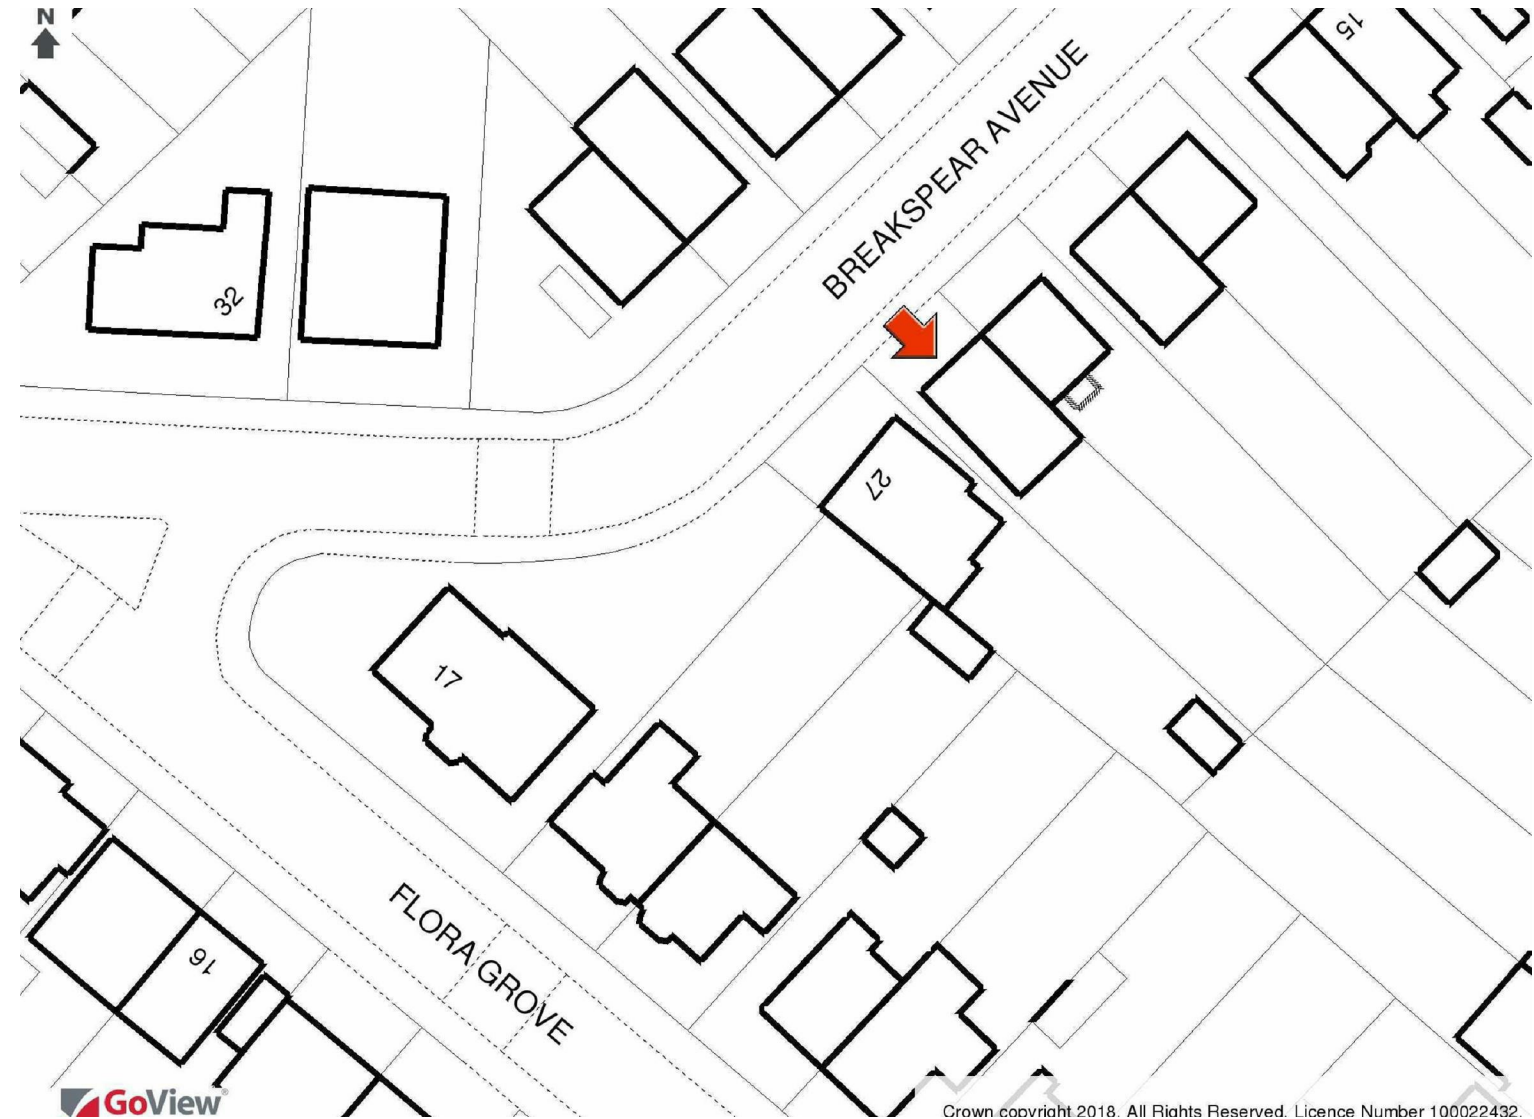 N
15
BREAKSPEAR AVENUE
32
27
17
FLORA GROVE
16
GoView
Crown copyright 2018. All Rights Reserved. Licence Number 100022432.